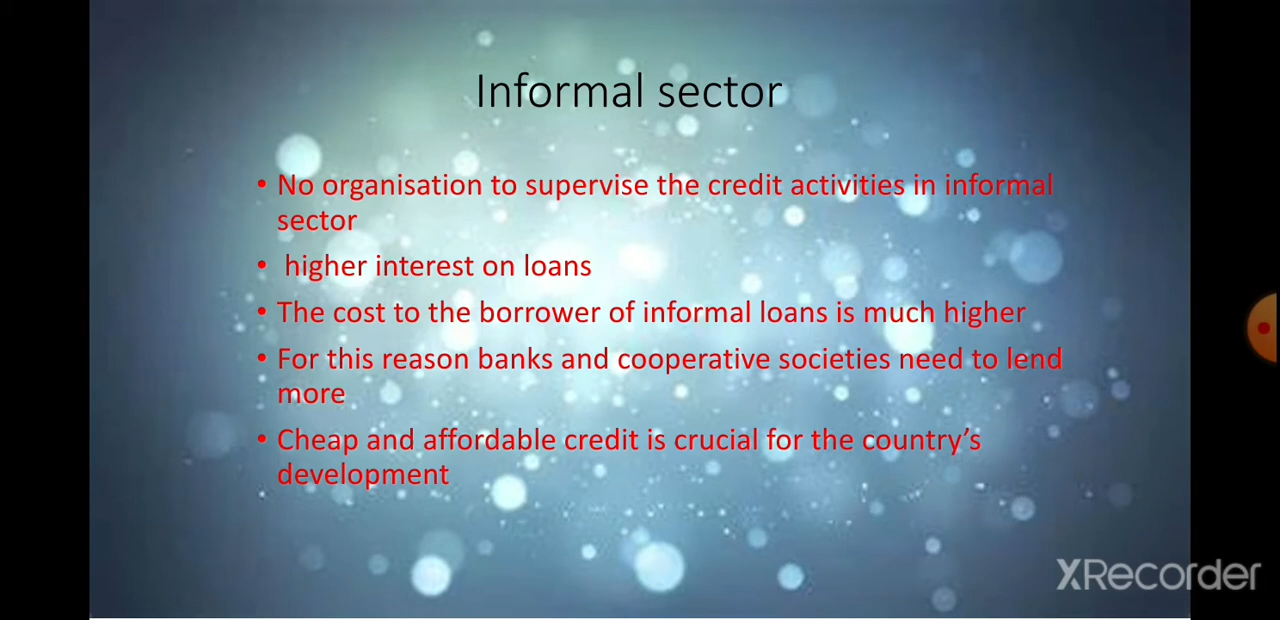 Informal sector
• No organisation to supervise the credit activities in informal
sector
• higher interest on loans
• The cost to the borrower of informal loans is much higher
• For this reason banks and cooperative societies need to lend
more
• Cheap and affordable credit is crucial for the country’s
development
XRecorder